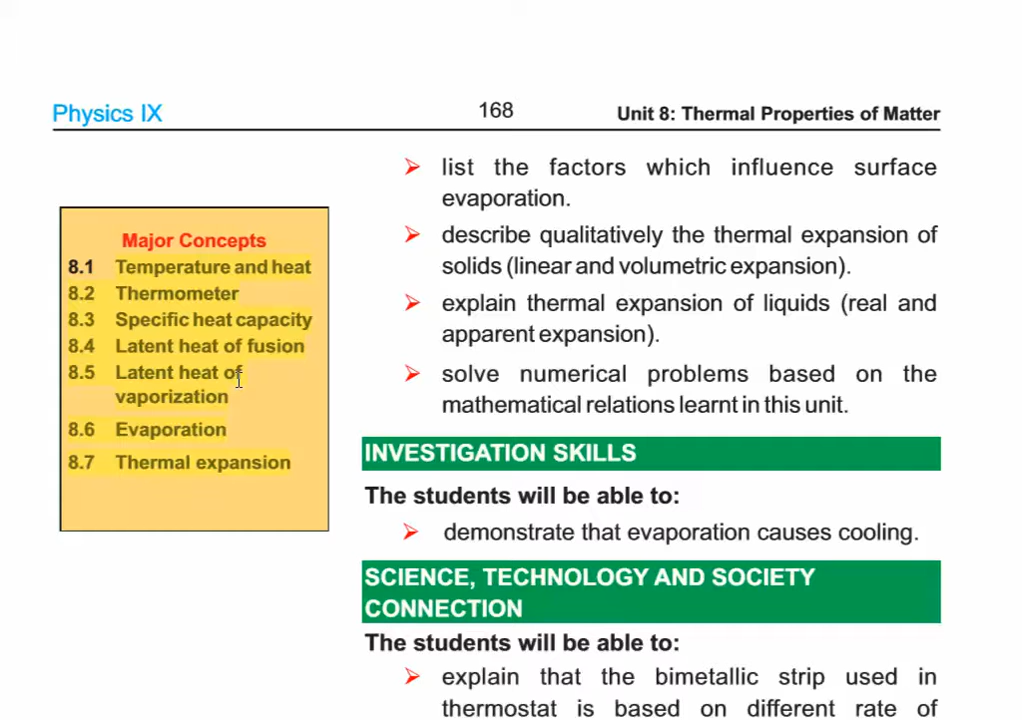 Physics IX 168 Unit 8: Thermal Properties of Matter
Major Concepts
8.1 Temperature and heat
8.2 Thermometer
8.3 Specific heat capacity
8.4 Latent heat of fusion
8.5 Latent heat of
vaporization
8.6 Evaporation
8.7 Thermal expansion
list the factors which influence surface
evaporation.
describe qualitatively the thermal expansion of
solids (linear and volumetric expansion).
explain thermal expansion of liquids (real and
apparent expansion).
solve numerical problems based on the
mathematical relations learnt in this unit.
INVESTIGATION SKILLS
The students will be able to:
demonstrate that evaporation causes cooling.
SCIENCE, TECHNOLOGY AND SOCIETY
CONNECTION
The students will be able to:
explain that the bimetallic strip used in
thermostat is based on different rate of